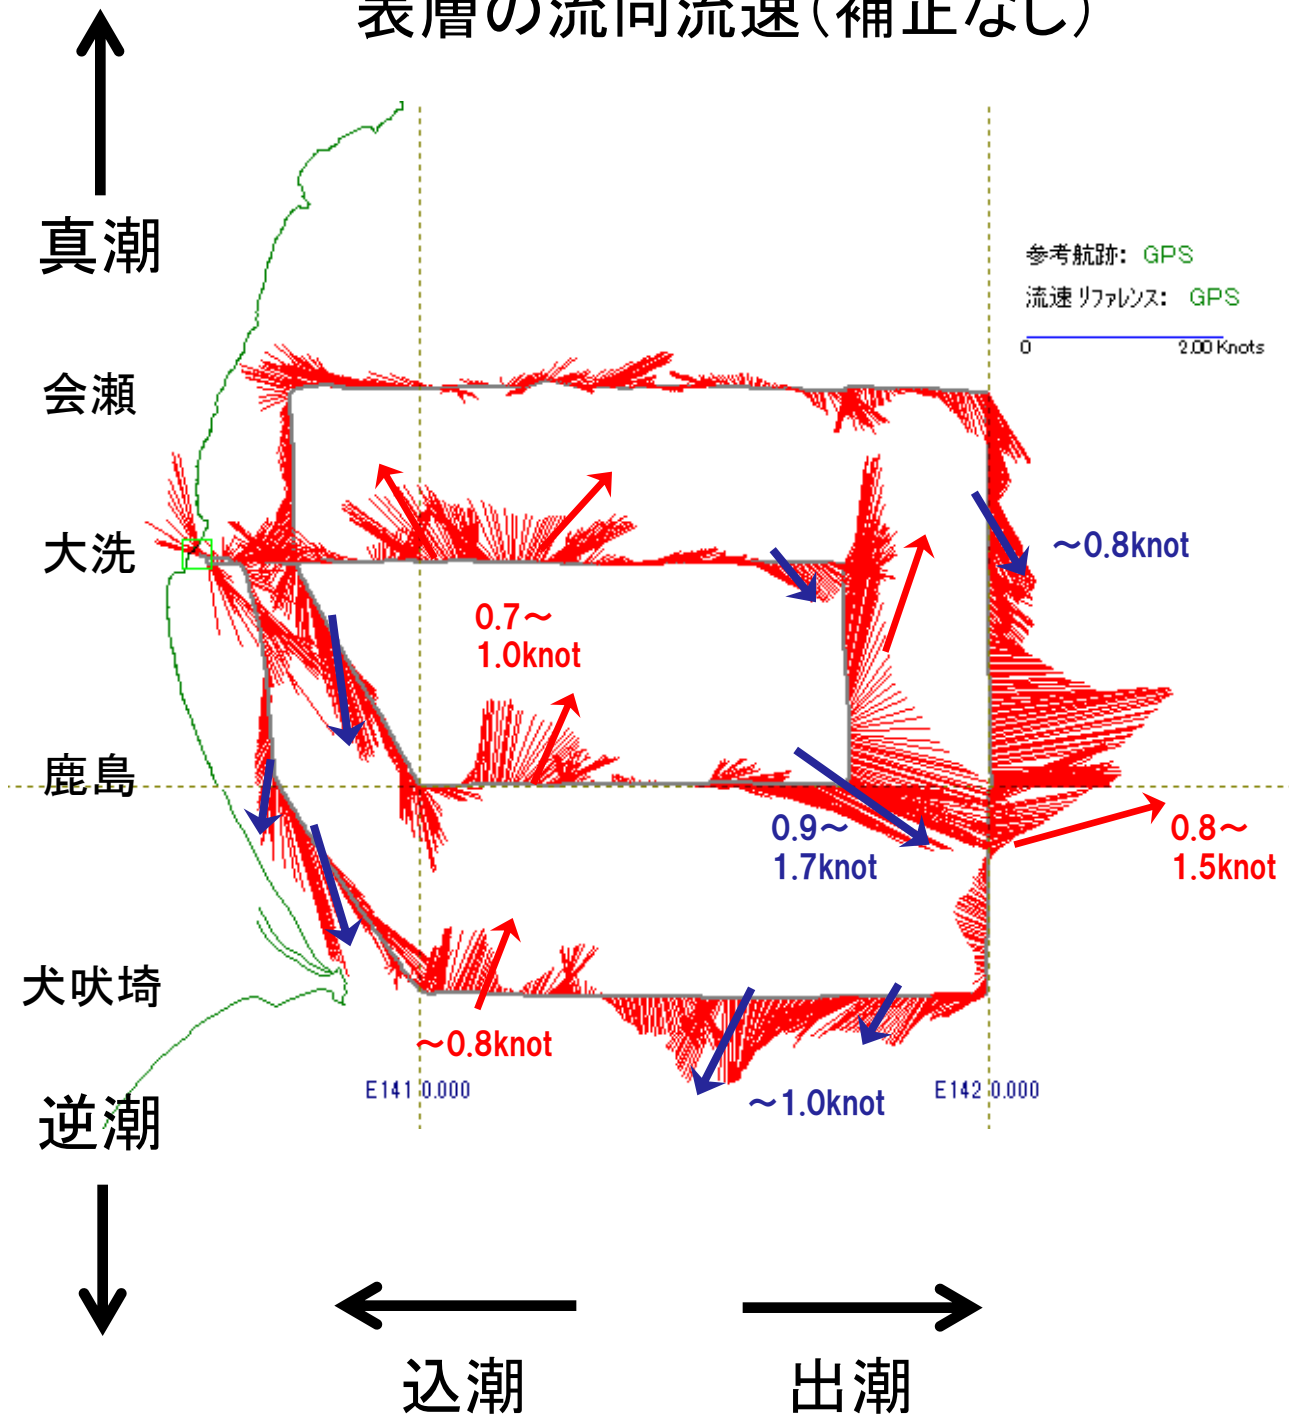 表層の流向流速（補正なし）
真潮
参考航跡： GPS
流速 ﾘﾌｧﾚﾝｽ： GPS
0 2.00 Knots
会瀬
大洗
～0.8knot
0.7～
1.0knot
鹿島
0.9～
1.7knot
0.8～
1.5knot
犬吠埼
～0.8knot
E141 0.000
E142 0.000
～1.0knot
逆潮
込潮
出潮